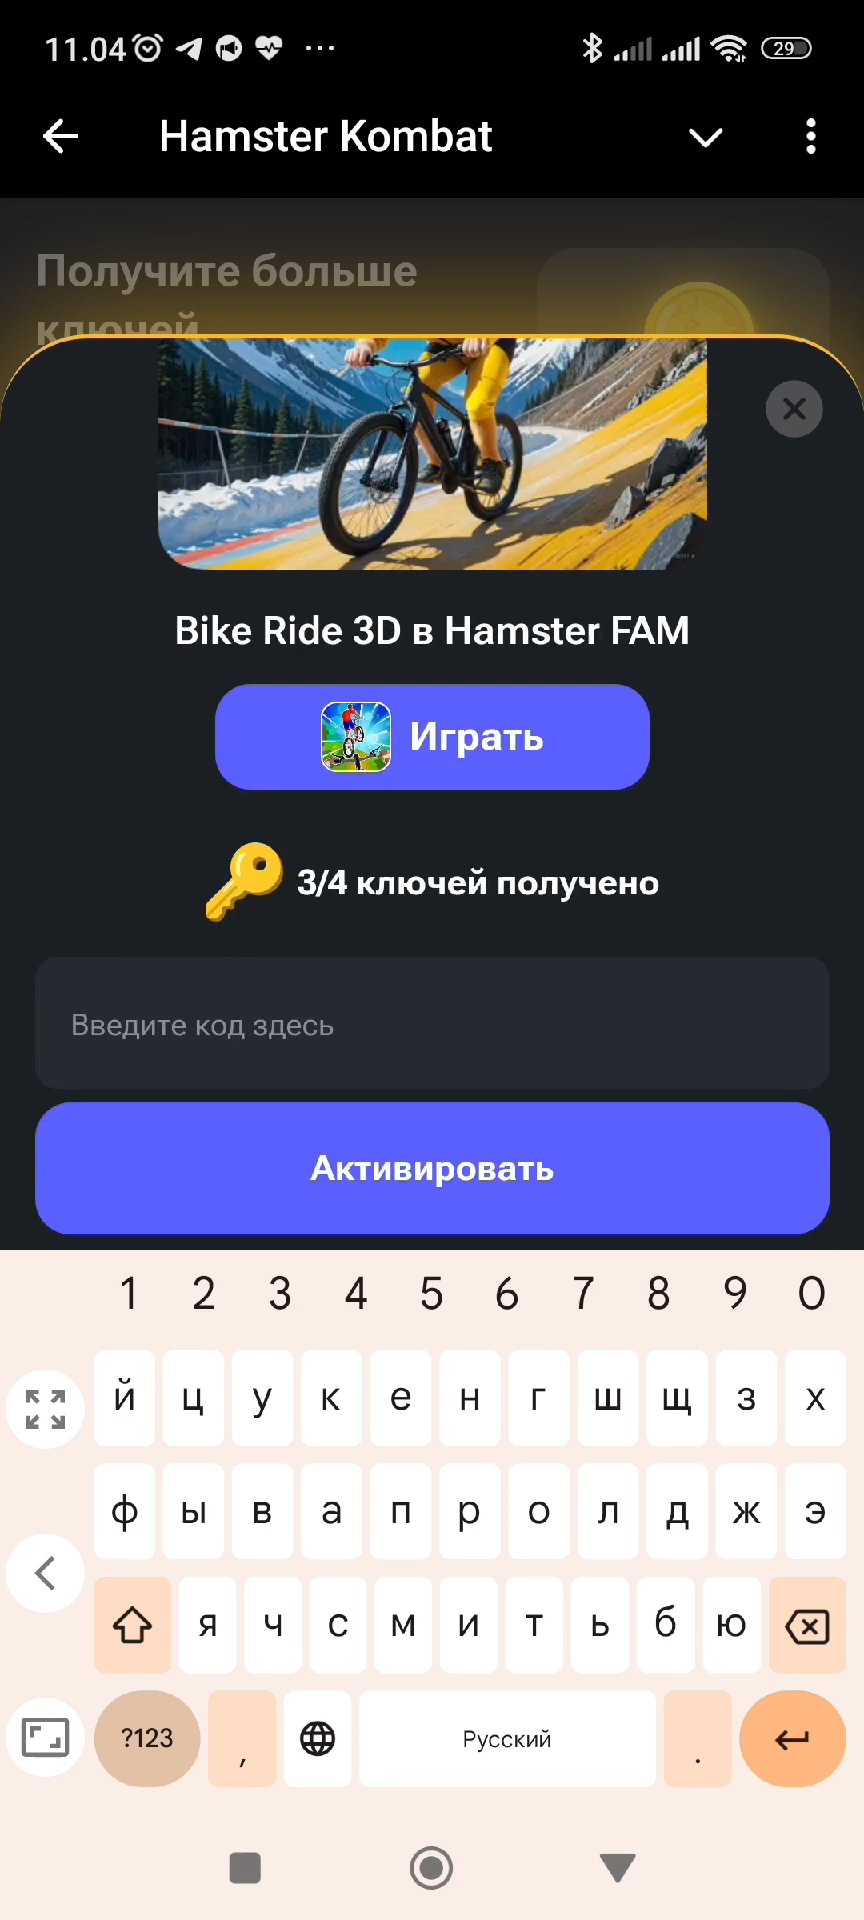 11.04
29
Hamster Kombat
Получите больше
ключей
Bike Ride 3D в Hamster FAM
Играть
3/4 ключей получено
Введите код здесь
Активировать
1 2 3 4 5 6 7 8 9 0
й ц у к е н г ш щ з х
ф ы в а п р о л д ж э
я ч с м и т ь б ю
?123 , Русский .